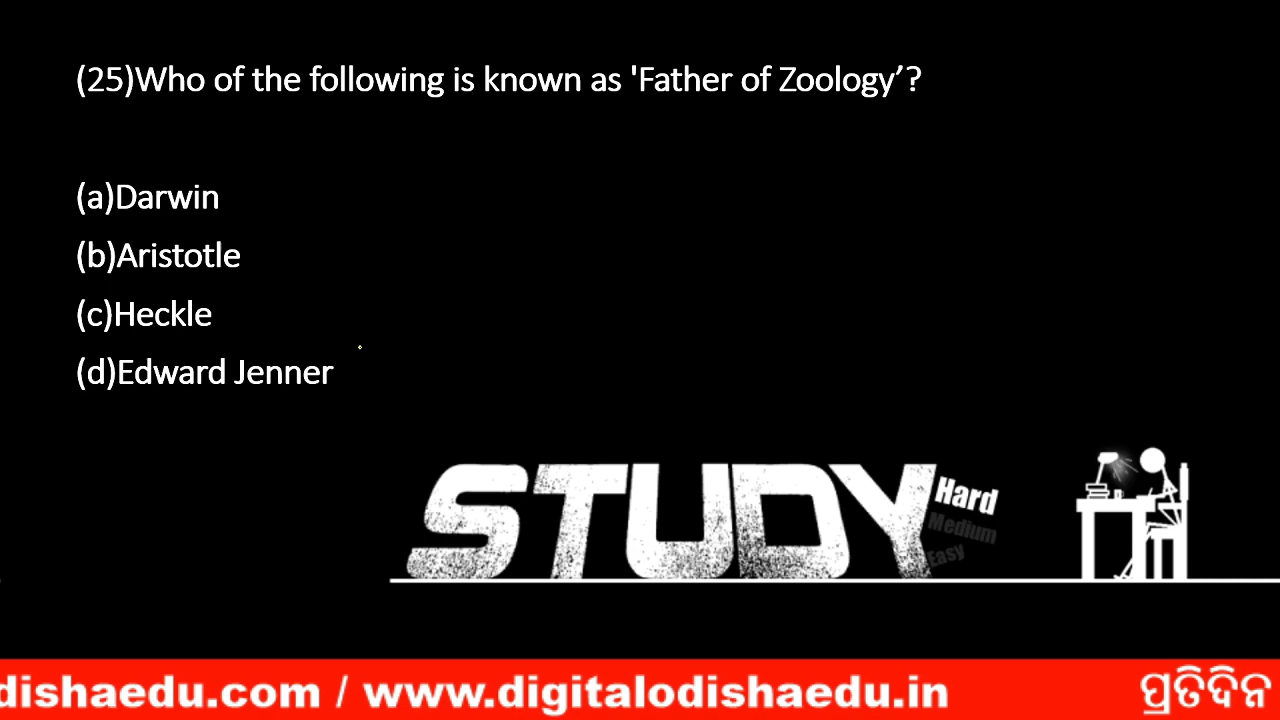 (25)Who of the following is known as 'Father of Zoology’?
(a)Darwin
(b)Aristotle
(c)Heckle
(d)Edward Jenner
STUDY Hard
Medium
Easy
dishaedu.com / www.digitalodishaedu.in ପ୍ରତିଦିନ